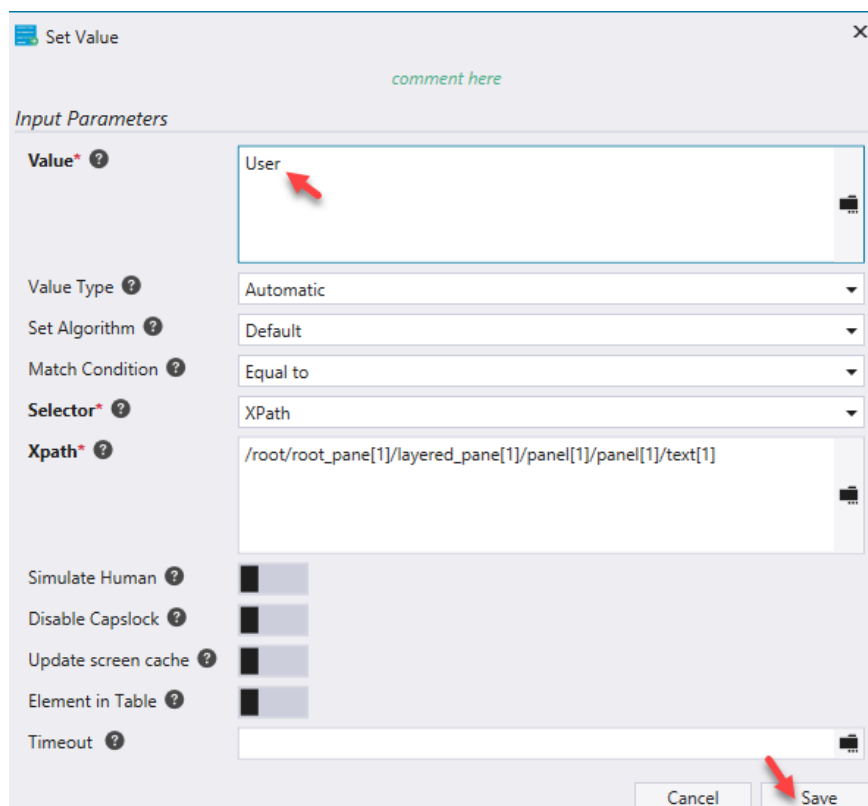 Set Value
comment here
Input Parameters
Value* ?
User
Value Type ?
Automatic
Set Algorithm ?
Default
Match Condition ?
Equal to
Selector* ?
XPath
Xpath* ?
/root/root_pane[1]/layered_pane[1]/panel[1]/panel[1]/text[1]
Simulate Human ?
Disable Capslock ?
Update screen cache ?
Element in Table ?
Timeout ?
Cancel Save